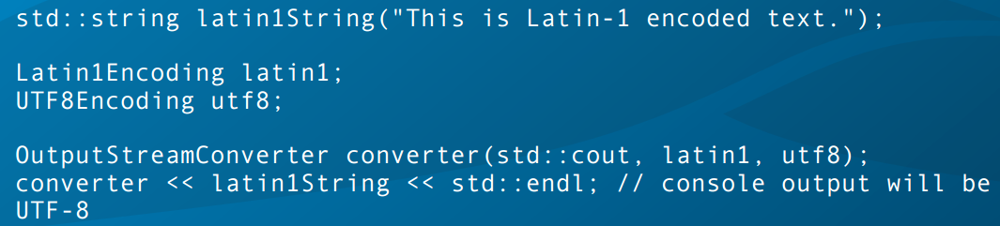 std::string latin1String("This is Latin-1 encoded text.");
Latin1Encoding latin1;
UTF8Encoding utf8;
OutputStreamConverter converter(std::cout, latin1, utf8);
converter << latin1String << std::endl; // console output will be
UTF-8